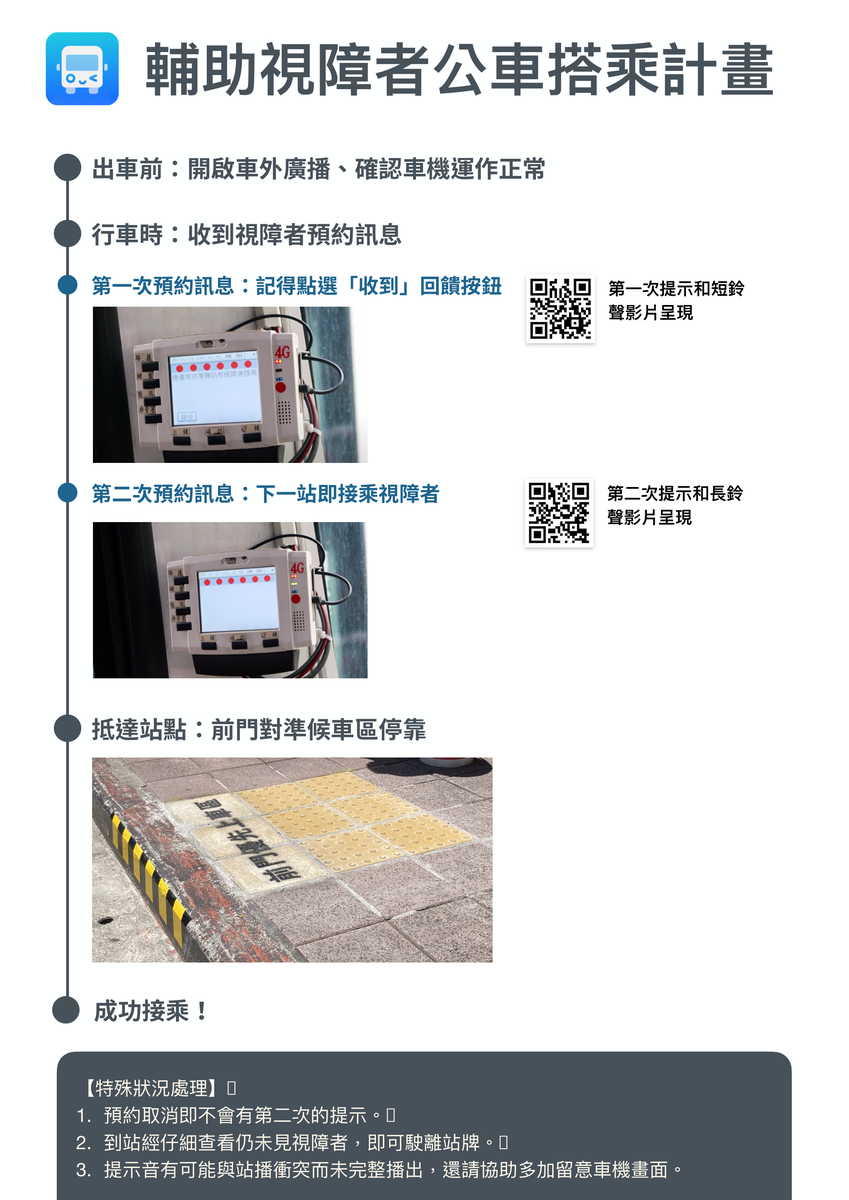 輔助視障者公車搭乘計畫
出車前：開啟車外廣播、確認車機運作正常
行車時：收到視障者預約訊息
第一次預約訊息：記得點選「收到」回饋按鈕
第一次提示和短鈴
聲影片呈現
4G
第二次預約訊息：下一站即接乘視障者
第二次提示和長鈴
聲影片呈現
4G
抵達站點：前門對準候車區停靠
前門優先上車區
成功接乘！
【特殊狀況處理】
1. 預約取消即不會有第二次的提示。
2. 到站經仔細查看仍未見視障者，即可駛離站牌。
3. 提示音有可能與站播衝突而未完整播出，還請協助多加留意車機畫面。